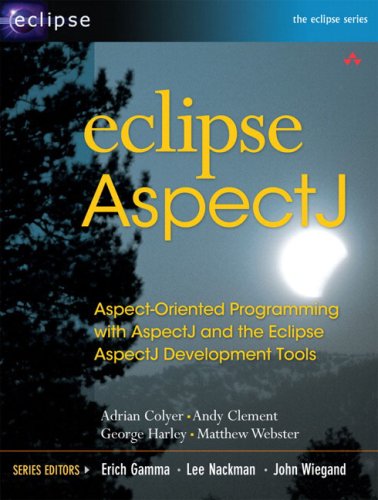 eclipse
the eclipse series
eclipse
AspectJ
Aspect-Oriented Programming
with AspectJ and the Eclipse
AspectJ Development Tools
Adrian Colyer • Andy Clement
George Harley • Matthew Webster
SERIES EDITORS ▶ Erich Gamma • Lee Nackman • John Wiegand